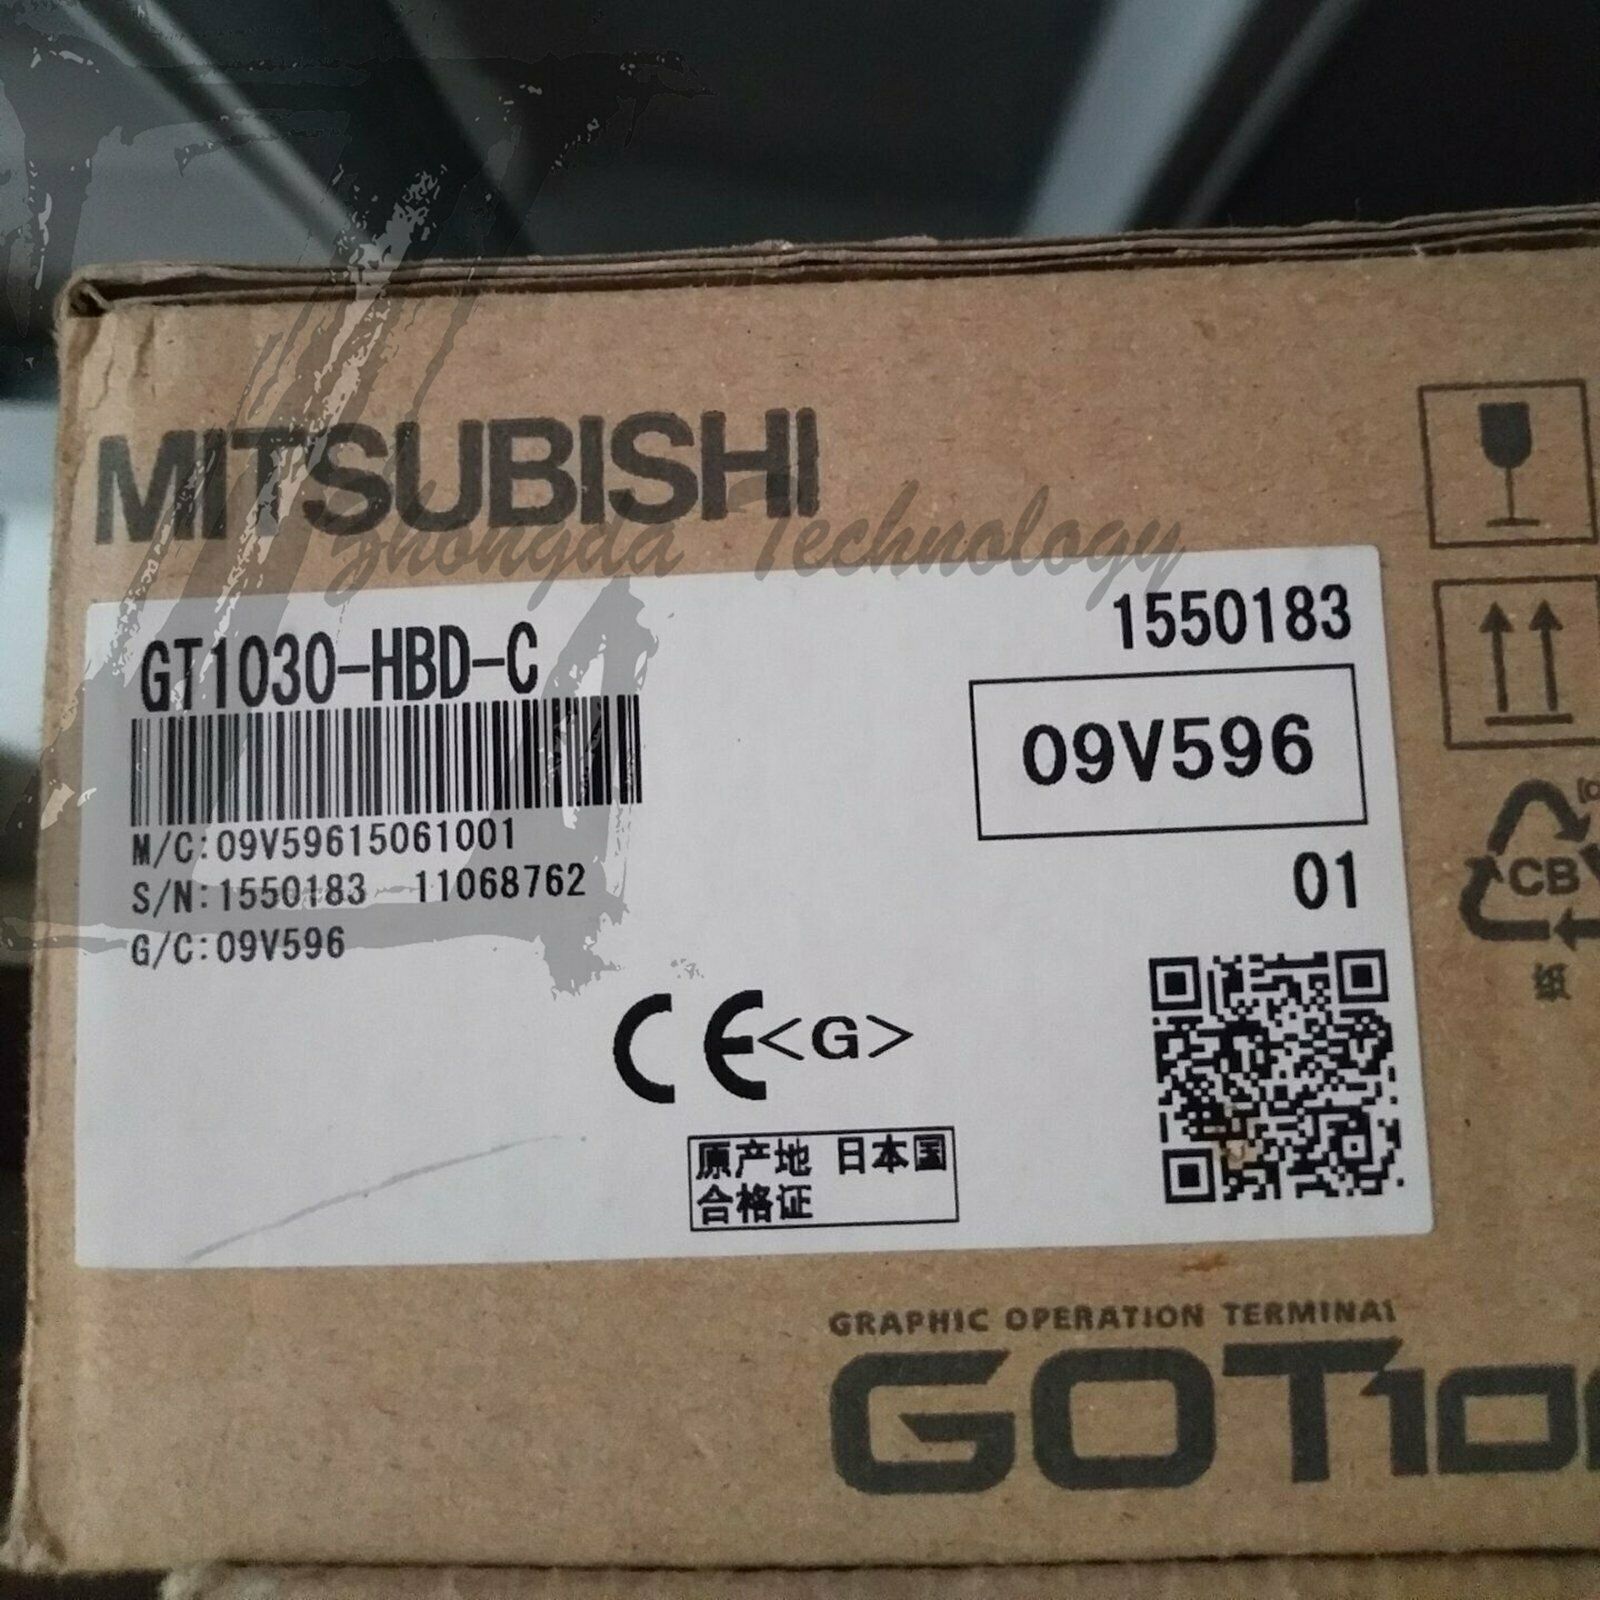 MITSUBISHI
Zhongda Technology
1550183
GT1030-HBD-C
09V596
M/C:09V59615061001
S/N:1550183 11068762
01
G/C:09V596
CB
纸
CE<G>
原产地 日本国
合格证
GRAPHIC OPERATION TERMINAL
GOT10